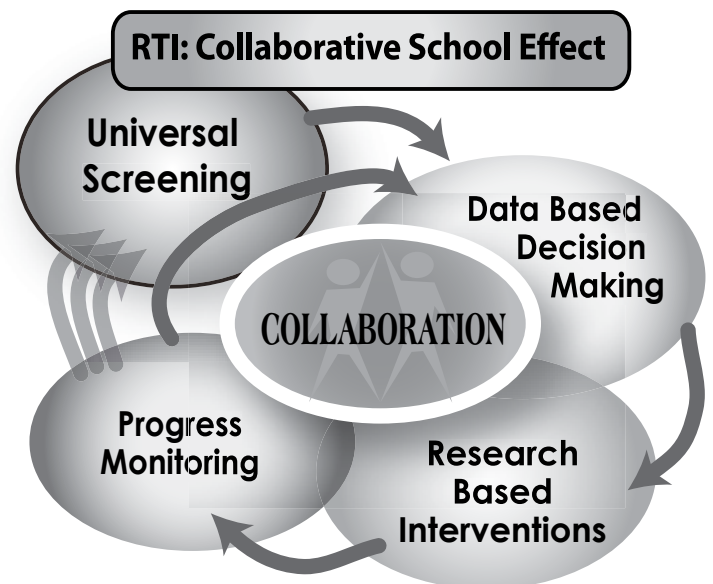 RTI: Collaborative School Effect
Universal
Screening
Data Based
Decision
Making
COLLABORATION
Progress
Monitoring
Research
Based
Interventions